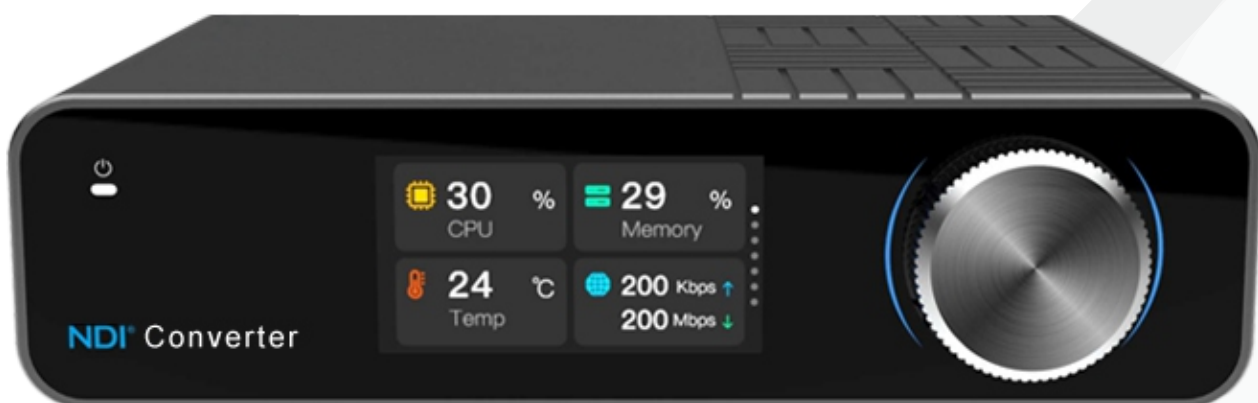 30 %
CPU
29 %
Memory
24 ℃
Temp
200 Kbps ↑
200 Mbps ↓
NDI® Converter